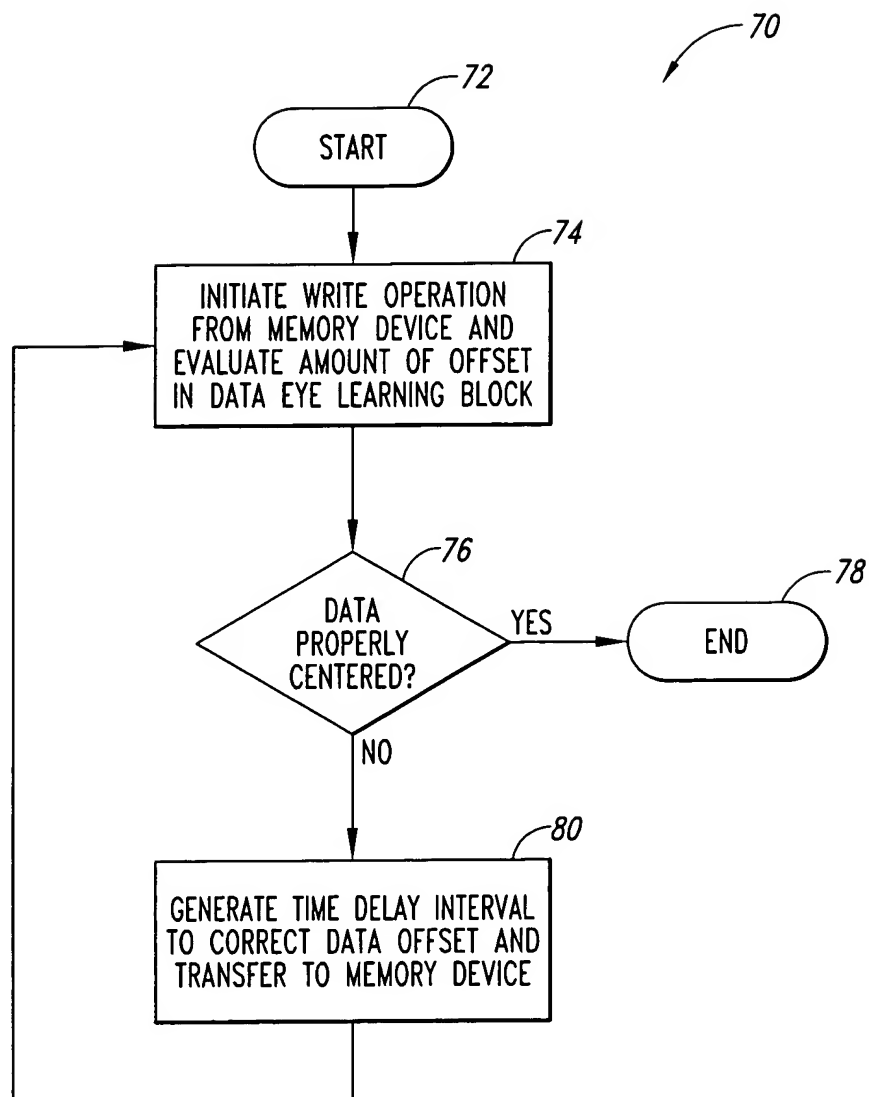 70
72
START
74
INITIATE WRITE OPERATION
FROM MEMORY DEVICE AND
EVALUATE AMOUNT OF OFFSET
IN DATA EYE LEARNING BLOCK
76
DATA
PROPERLY
CENTERED?
YES
78
END
NO
80
GENERATE TIME DELAY INTERVAL
TO CORRECT DATA OFFSET AND
TRANSFER TO MEMORY DEVICE